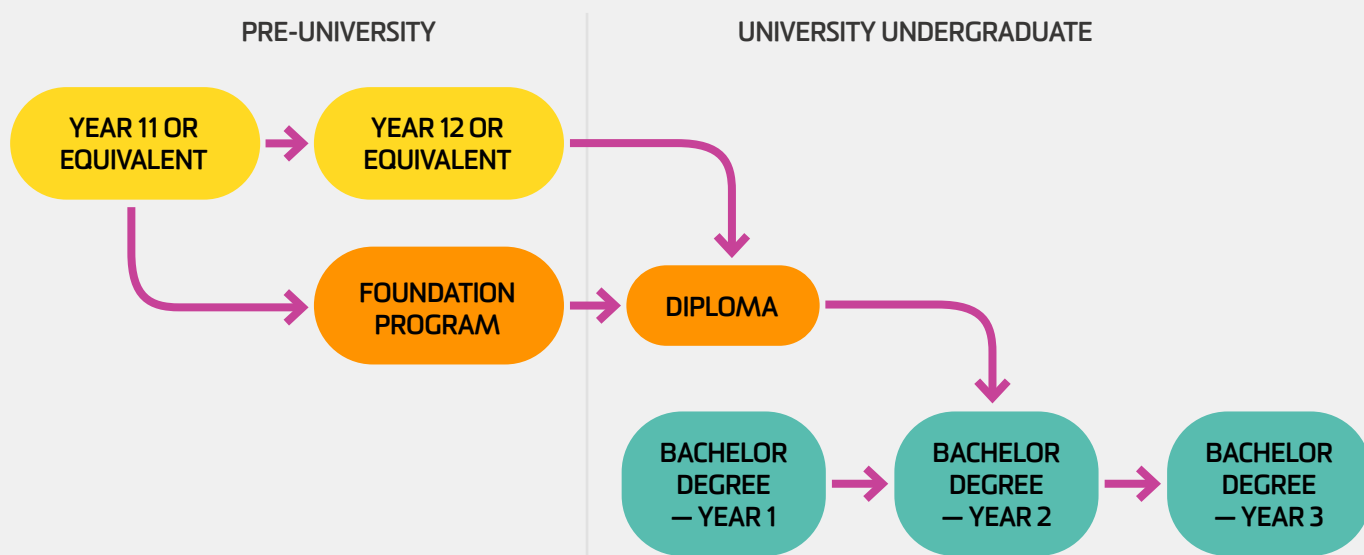 PRE-UNIVERSITY
UNIVERSITY UNDERGRADUATE
YEAR 11 OR
EQUIVALENT
YEAR 12 OR
EQUIVALENT
FOUNDATION
PROGRAM
DIPLOMA
BACHELOR
DEGREE
— YEAR 1
BACHELOR
DEGREE
— YEAR 2
BACHELOR
DEGREE
— YEAR 3